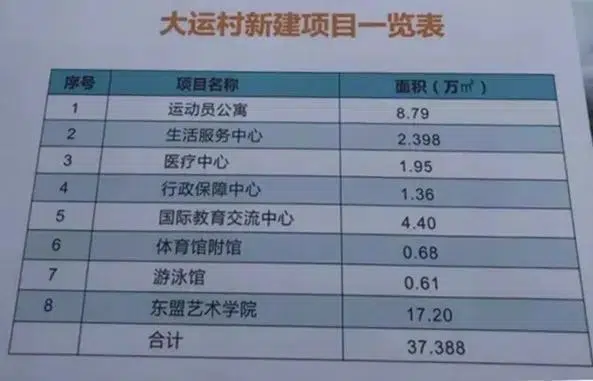 大运村新建项目一览表
序号 项目名称 面积（万㎡）
1 运动员公寓 8.79
2 生活服务中心 2.398
3 医疗中心 1.95
4 行政保障中心 1.36
5 国际教育交流中心 4.40
6 体育馆附馆 0.68
7 游泳馆 0.61
8 东盟艺术学院 17.20
合计 37.388